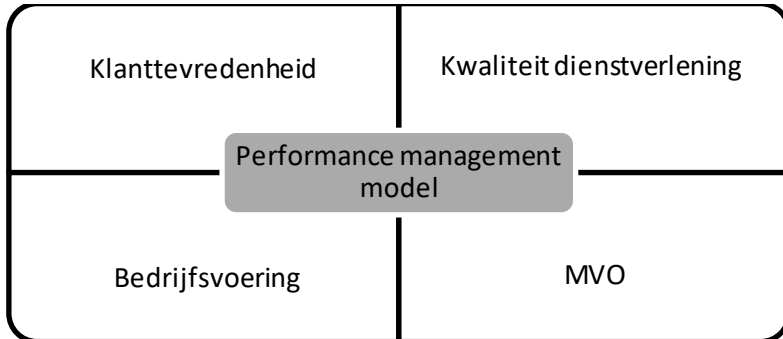 Klanttevredenheid
Kwaliteit dienstverlening
Performance management
model
Bedrijfsvoering
MVO